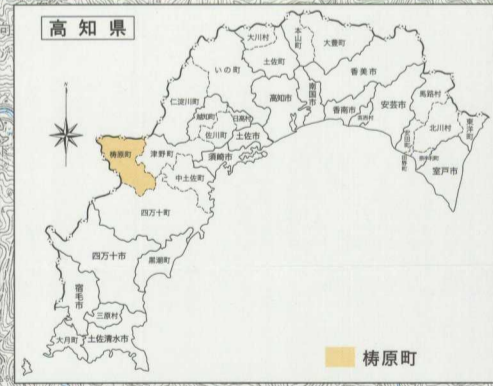 高知県
大川村
本山町
大豊町
土佐町
いの町
香美市
仁淀川町
高知市
南国市
香南市
安芸市
馬路村
越知町
日高村
佐川町
土佐市
北川村
東洋町
室戸市
梼原町
津野町
須崎市
中土佐町
四万十町
四万十市
黒潮町
宿毛市
三原村
大月町
土佐清水市
梼原町